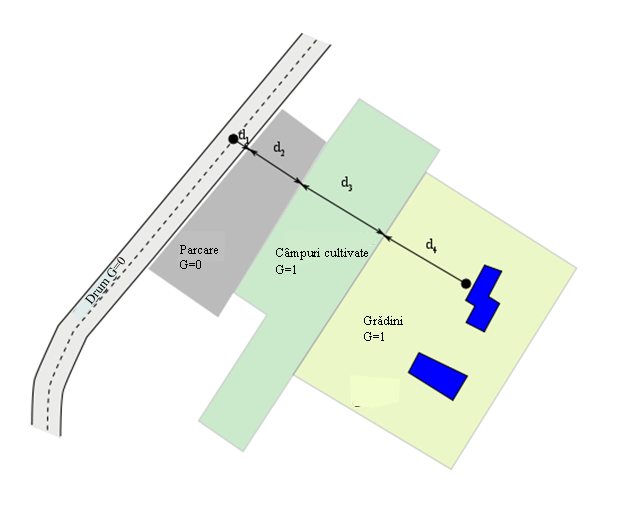 d₁
d₂
d₃
d₄
Drum G=0
Parcare
G=0
Câmpuri cultivate
G=1
Grădini
G=1